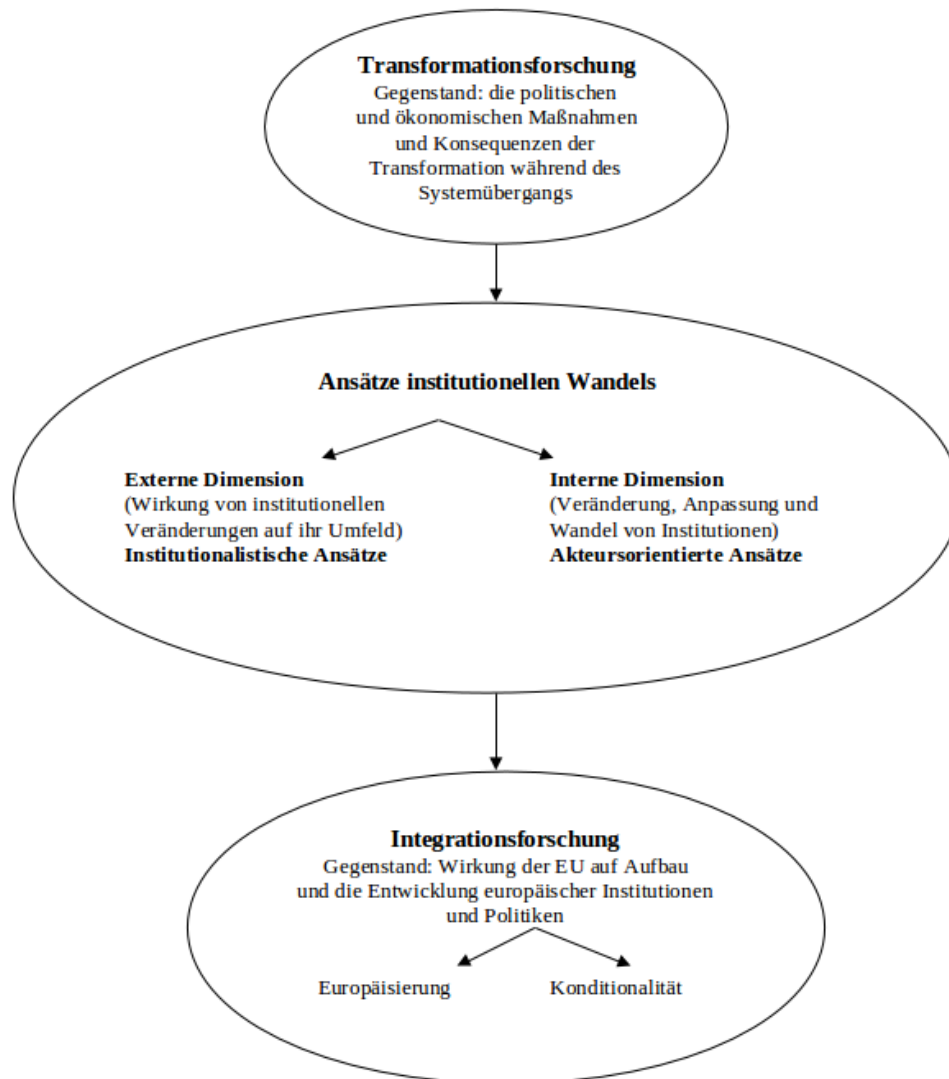 Transformationsforschung
Gegenstand: die politischen
und ökonomischen Maßnahmen
und Konsequenzen der
Transformation während des
Systemübergangs
Ansätze institutionellen Wandels
Externe Dimension
(Wirkung von institutionellen
Veränderungen auf ihr Umfeld)
Institutionalistische Ansätze
Interne Dimension
(Veränderung, Anpassung und
Wandel von Institutionen)
Akteursorientierte Ansätze
Integrationsforschung
Gegenstand: Wirkung der EU auf Aufbau
und die Entwicklung europäischer Institutionen
und Politiken
Europäisierung
Konditionalität